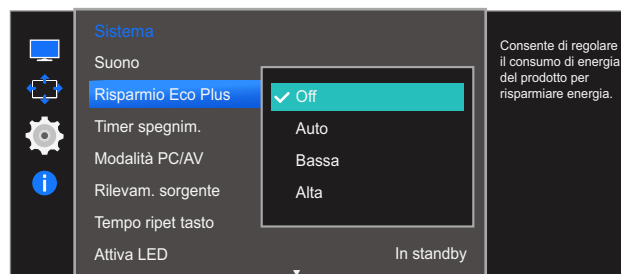 Sistema
Suono
Risparmio Eco Plus
Timer spegnim.
Modalità PC/AV
Rilevam. sorgente
Tempo ripet tasto
Attiva LED
In standby
Off
Auto
Bassa
Alta
Consente di regolare
il consumo di energia
del prodotto per
risparmiare energia.